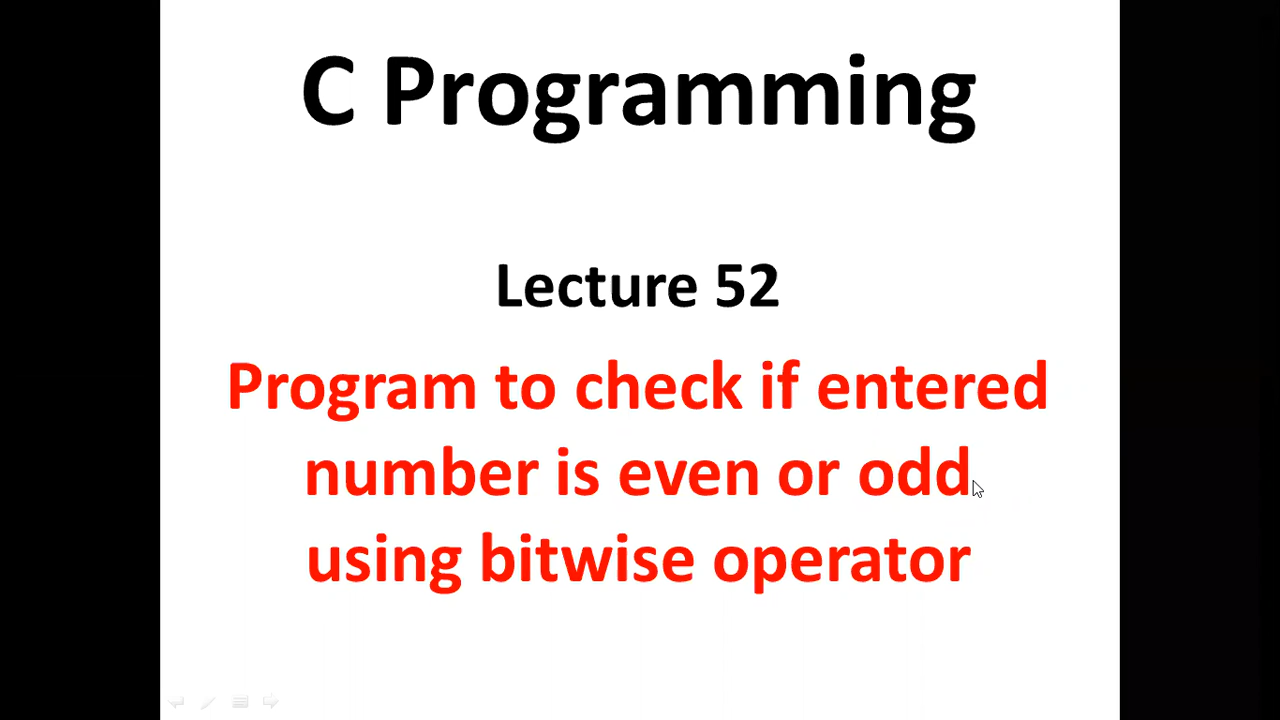 C Programming
Lecture 52
Program to check if entered
number is even or odd
using bitwise operator